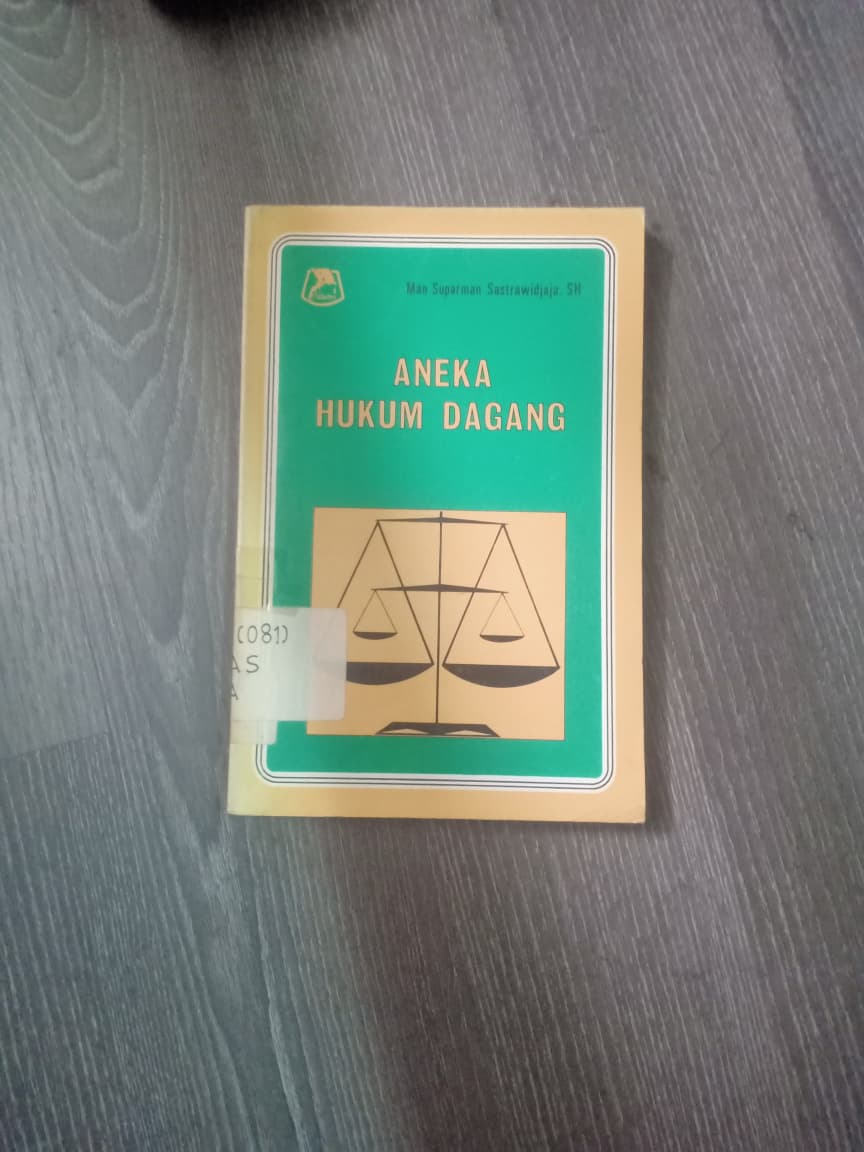 Man Suparman Sastrawidjaja. SH
ANEKA
HUKUM DAGANG
(081)
AS
A